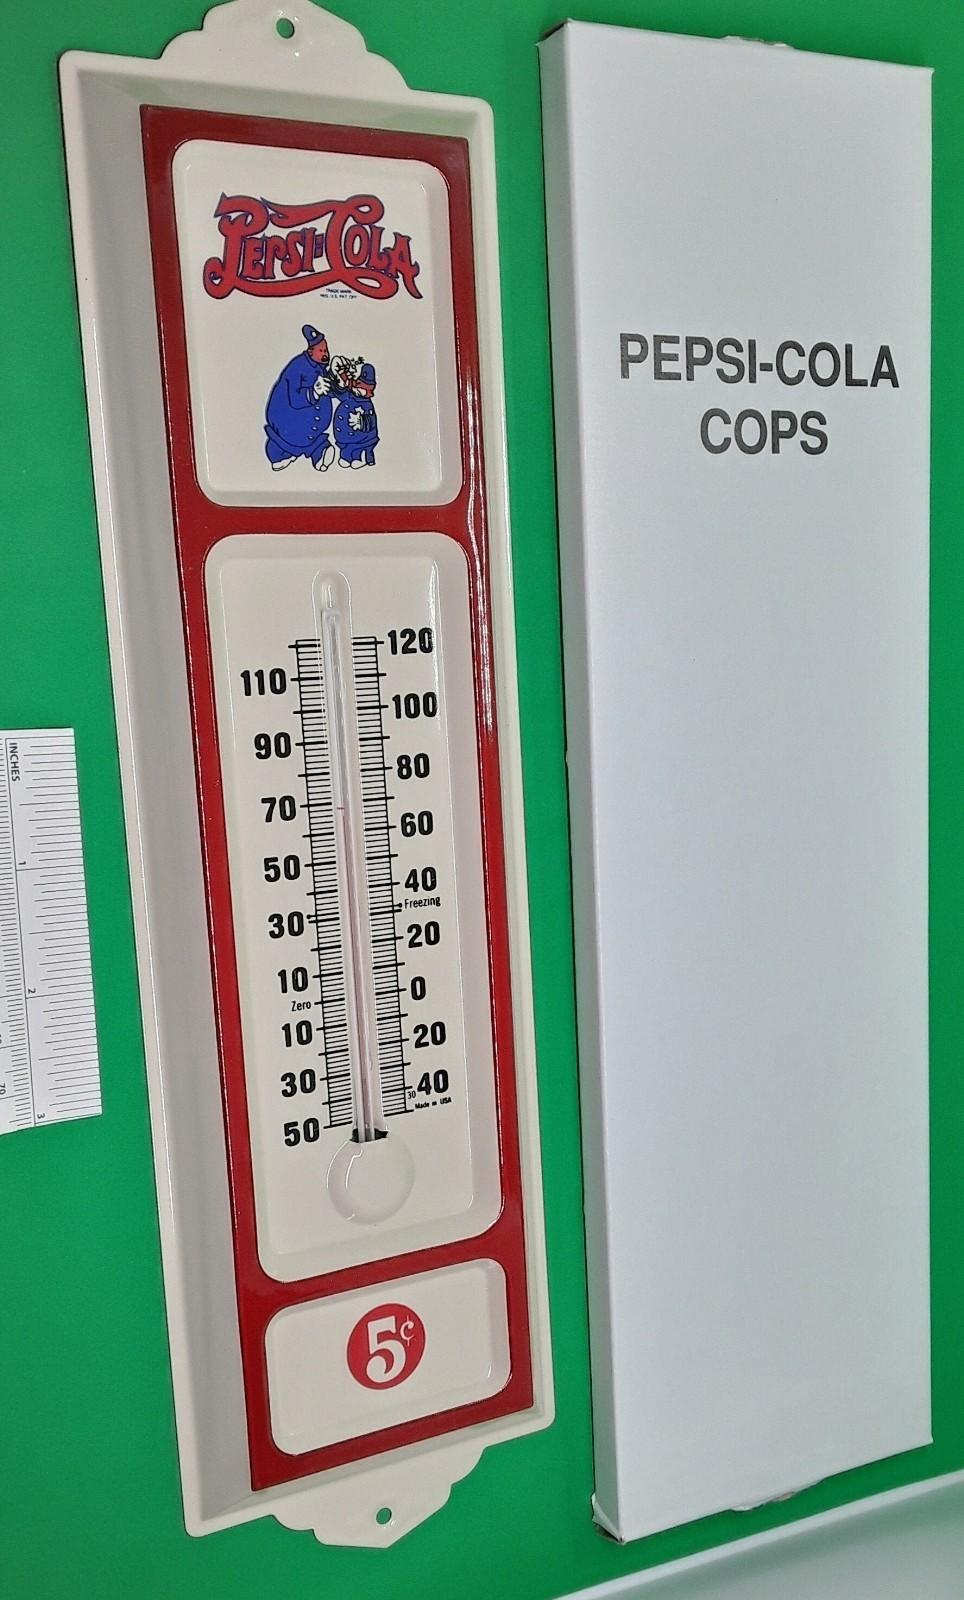 PEPSI-COLA
TRADE MARK
REG. U.S. PAT. OFF.
120
110
100
90
80
70
60
50
40
Freezing
30
20
10
0
Zero
10
20
30
30 40
Made in USA
50
5¢
PEPSI-COLA
COPS
INCHES
1
2
3
70